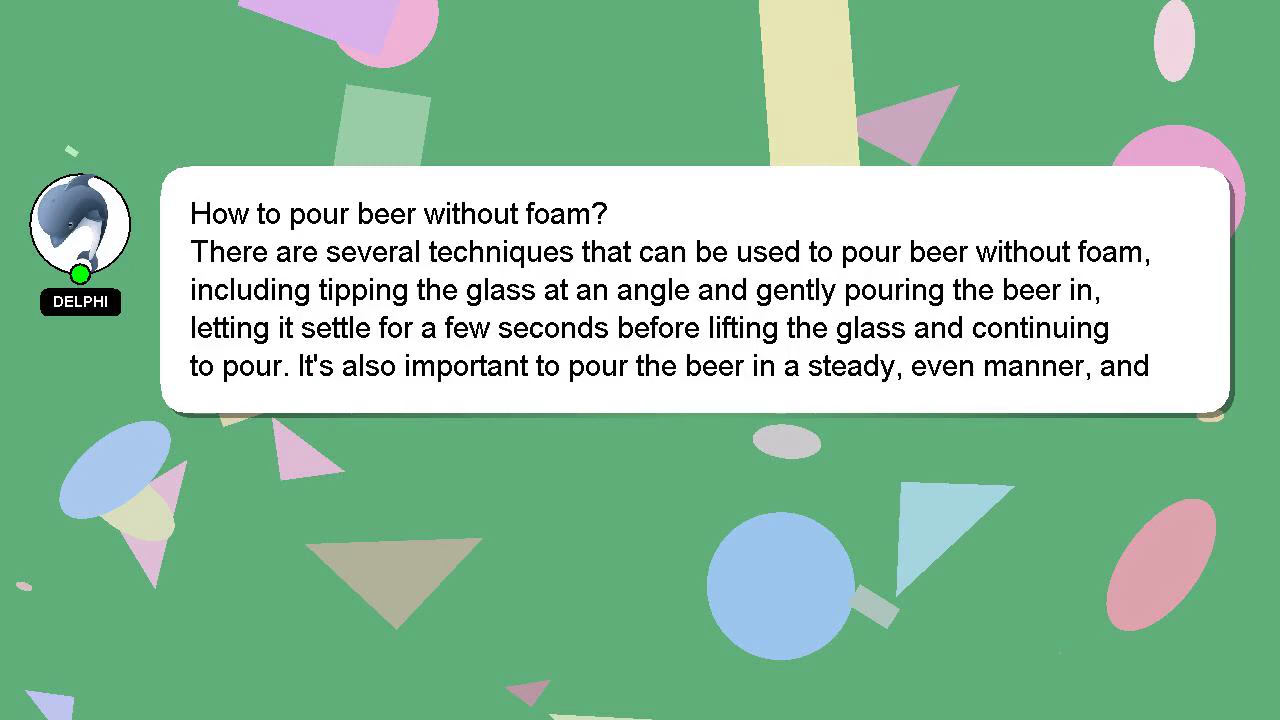 How to pour beer without foam?
There are several techniques that can be used to pour beer without foam,
including tipping the glass at an angle and gently pouring the beer in,
letting it settle for a few seconds before lifting the glass and continuing
to pour. It's also important to pour the beer in a steady, even manner, and
DELPHI